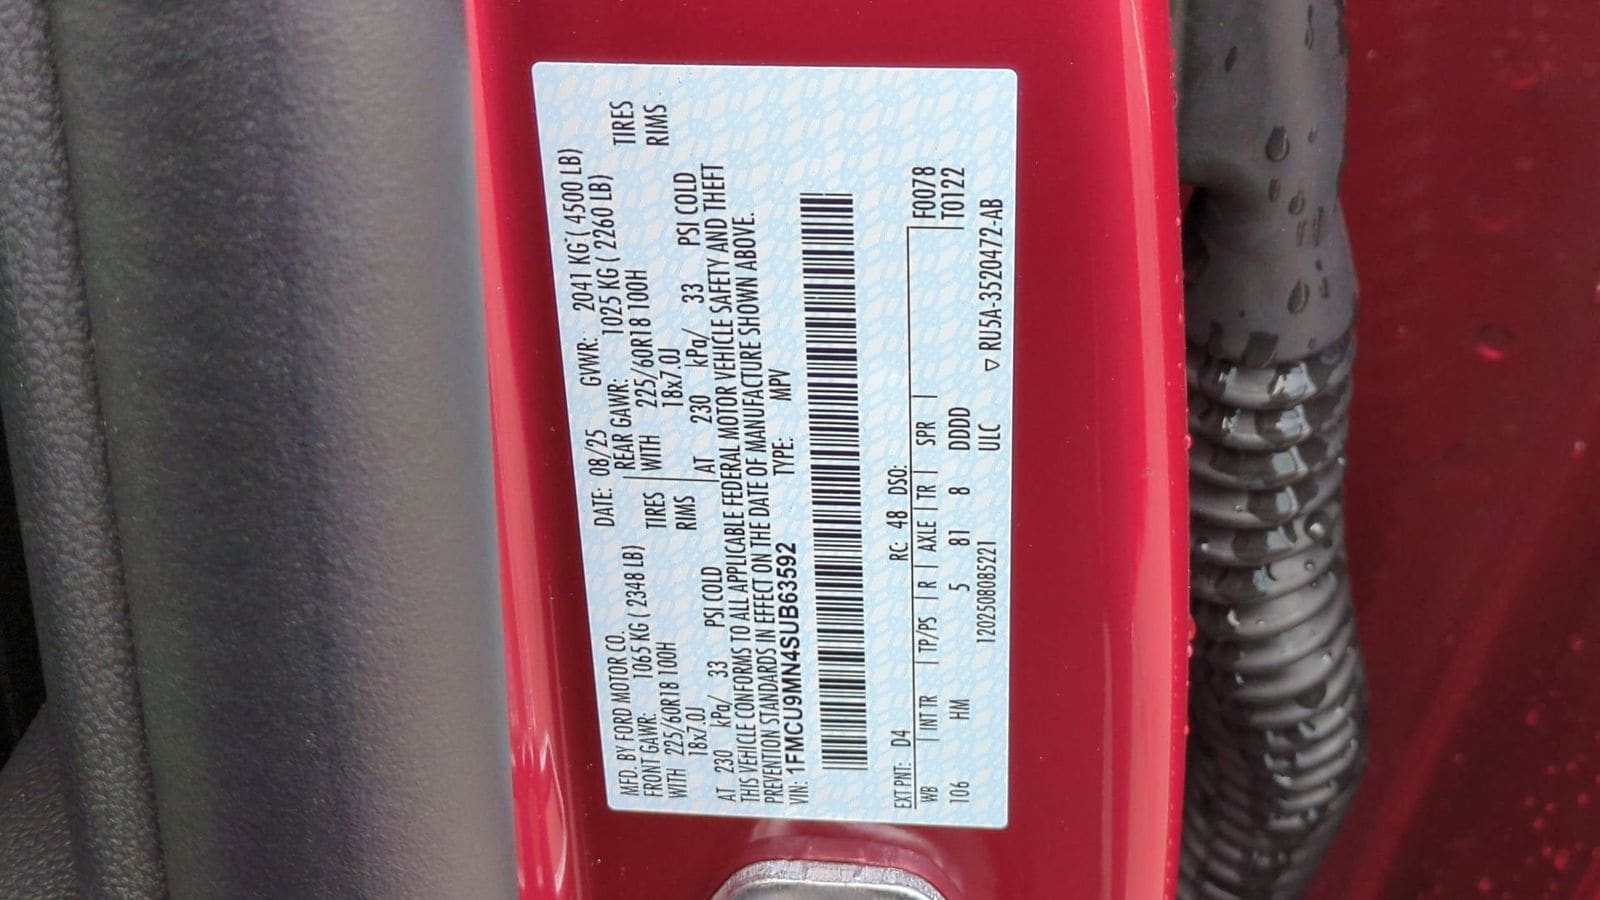 MFD. BY FORD MOTOR CO. DATE: 08/25 GVWR: 2041 KG ( 4500 LB)
FRONT GAWR: 1065 KG ( 2348 LB) REAR GAWR: 1025 KG ( 2260 LB)
WITH 225/60R18 100H TIRES WITH 225/60R18 100H TIRES
18x7.0J RIMS 18x7.0J RIMS
AT 230 kPa/ 33 PSI COLD AT 230 kPa/ 33 PSI COLD
THIS VEHICLE CONFORMS TO ALL APPLICABLE FEDERAL MOTOR VEHICLE SAFETY AND THEFT
PREVENTION STANDARDS IN EFFECT ON THE DATE OF MANUFACTURE SHOWN ABOVE.
VIN: 1FMCU9MN4SUB63592 TYPE: MPV
EXT PNT: D4 RC: 48 DSO: F0078
WB | INT TR | TP/PS | R | AXLE | TR | SPR | T0122
106 HM 5 81 8 DDDD
1202508085221 ULC ▽ RU5A-3520472-AB